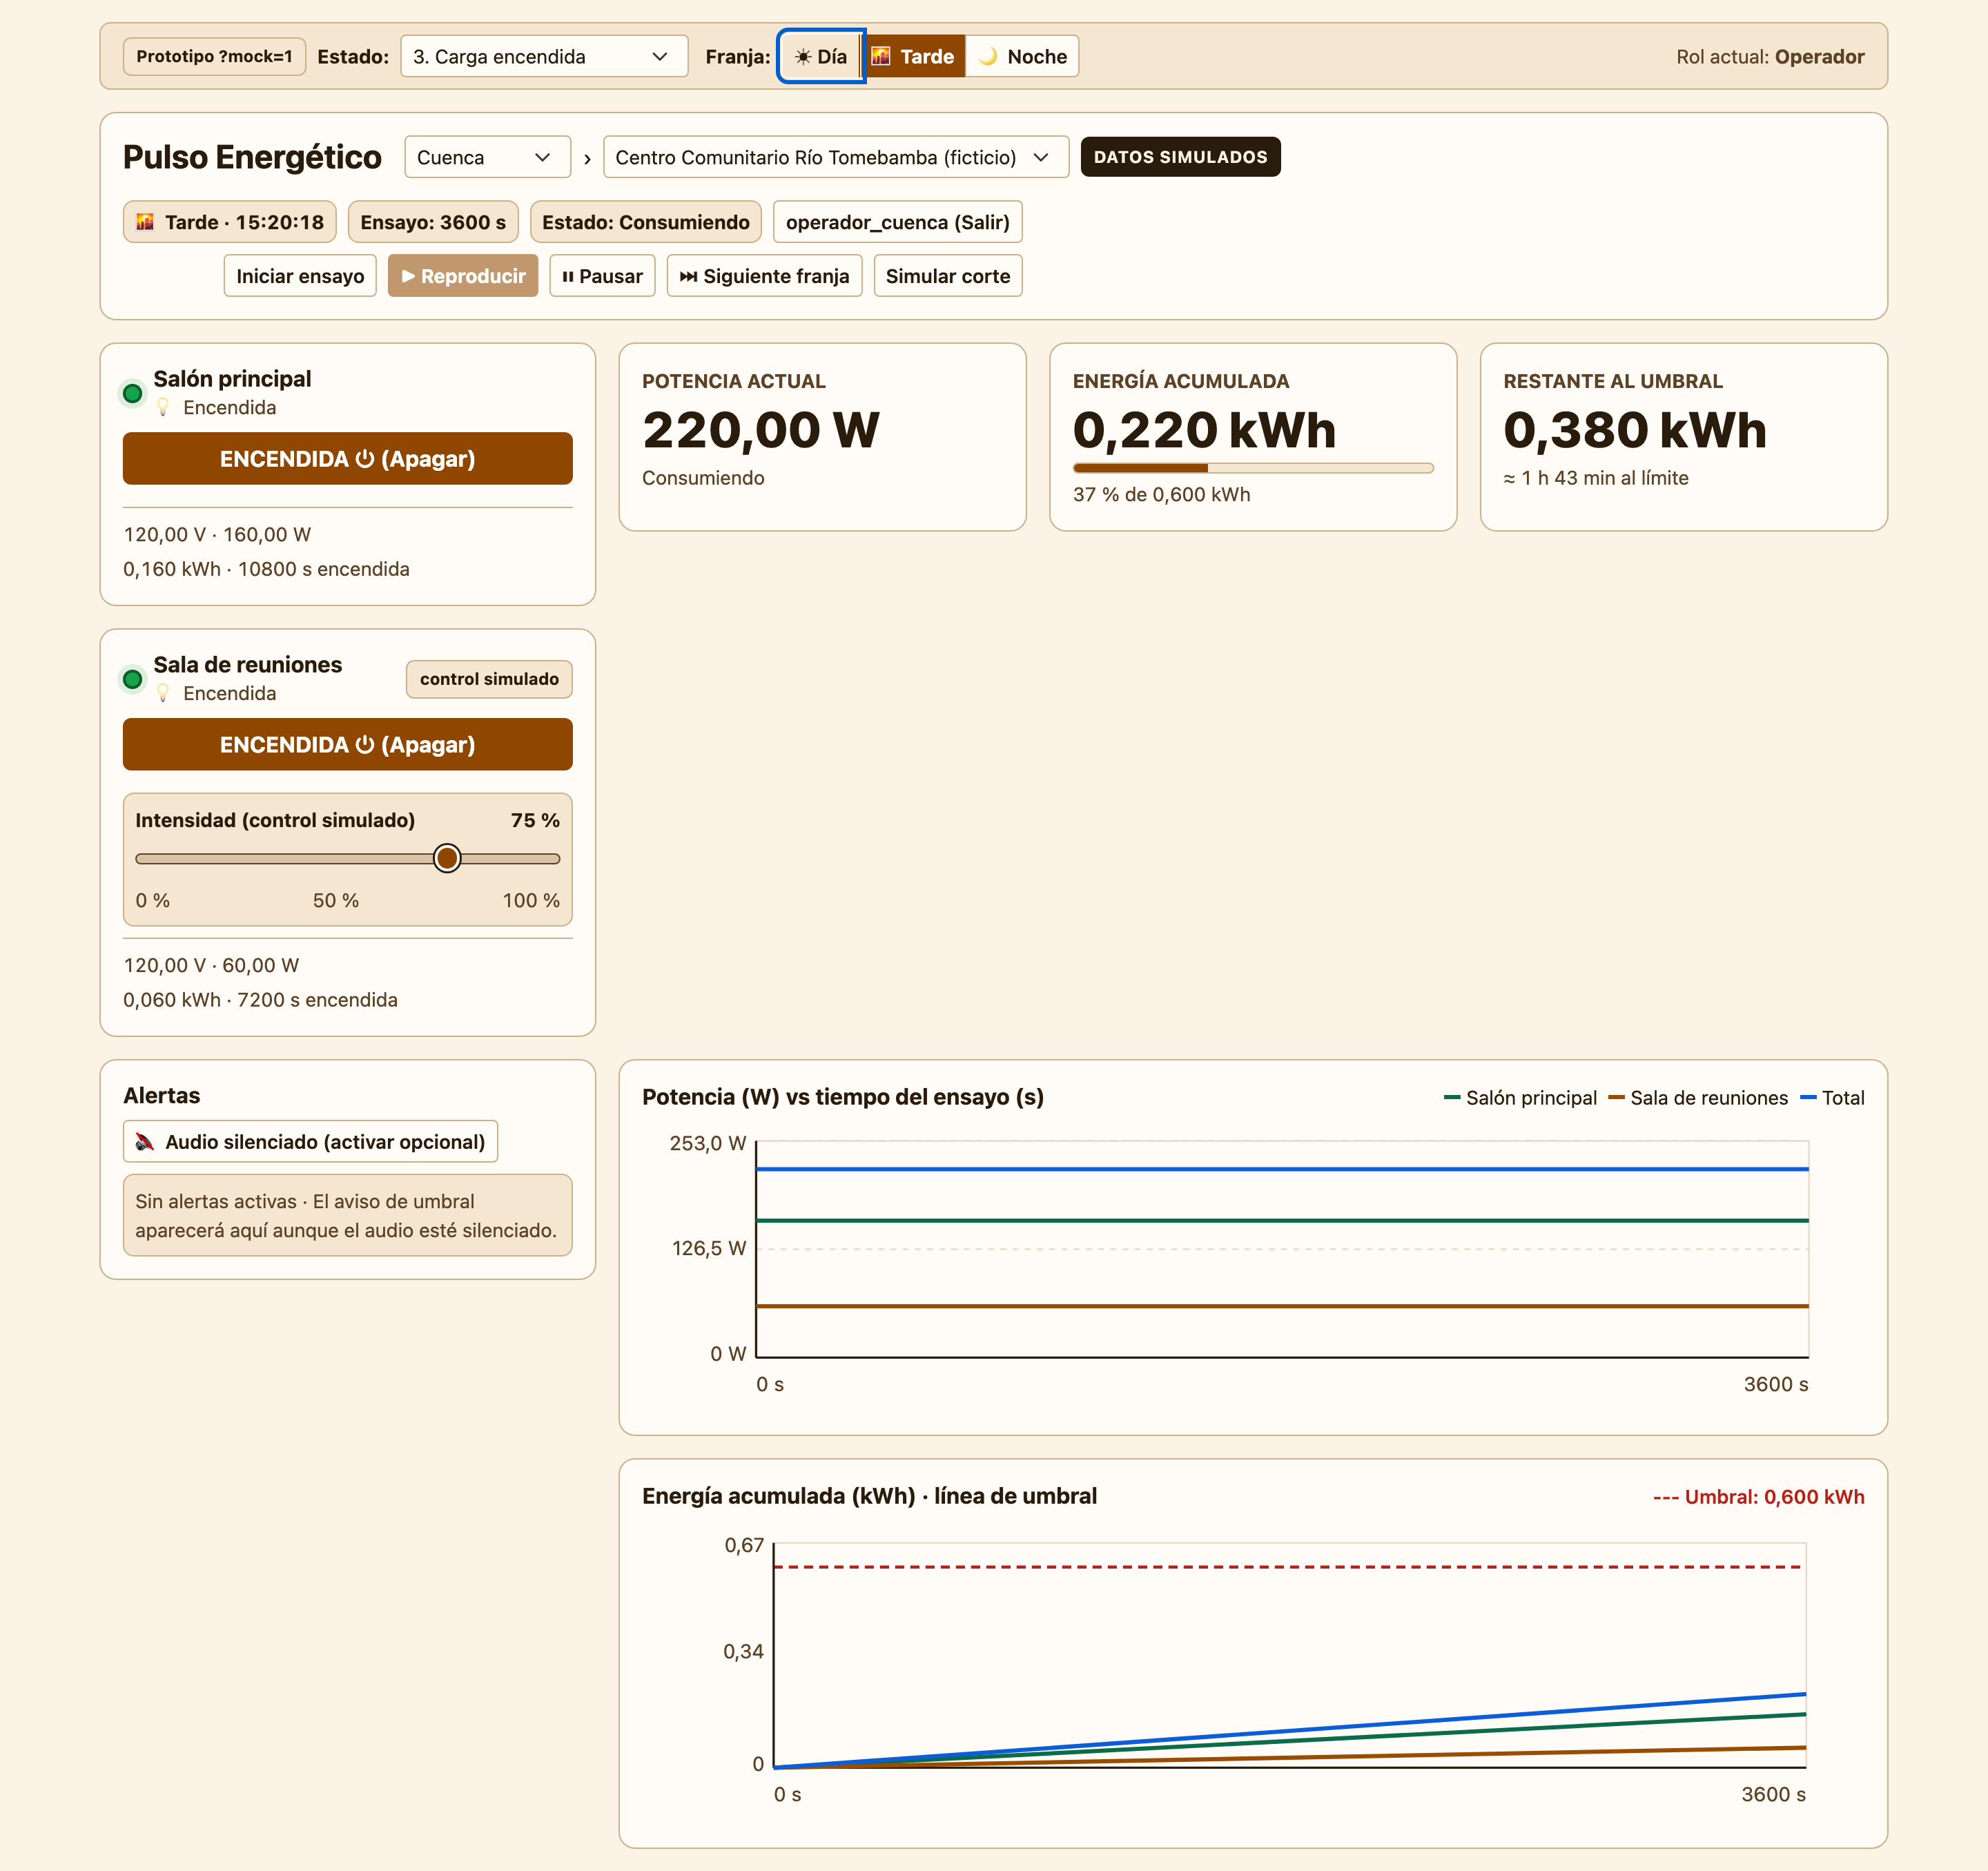 Prototipo ?mock=1 Estado: 3. Carga encendida Franja: ☀ Día 🌇 Tarde 🌙 Noche Rol actual: Operador
Pulso Energético Cuenca › Centro Comunitario Río Tomebamba (ficticio) DATOS SIMULADOS
🌇 Tarde · 15:20:18 Ensayo: 3600 s Estado: Consumiendo operador_cuenca (Salir)
Iniciar ensayo ▶ Reproducir ⏸ Pausar ⏭ Siguiente franja Simular corte
Salón principal
💡 Encendida
ENCENDIDA ⏻ (Apagar)
120,00 V · 160,00 W
0,160 kWh · 10800 s encendida
POTENCIA ACTUAL
220,00 W
Consumiendo
ENERGÍA ACUMULADA
0,220 kWh
37 % de 0,600 kWh
RESTANTE AL UMBRAL
0,380 kWh
≈ 1 h 43 min al límite
Sala de reuniones
💡 Encendida
control simulado
ENCENDIDA ⏻ (Apagar)
Intensidad (control simulado) 75 %
0 % 50 % 100 %
120,00 V · 60,00 W
0,060 kWh · 7200 s encendida
Alertas
Audio silenciado (activar opcional)
Sin alertas activas · El aviso de umbral
aparecerá aquí aunque el audio esté silenciado.
Potencia (W) vs tiempo del ensayo (s) Salón principal Sala de reuniones Total
253,0 W
126,5 W
0 W
0 s 3600 s
Energía acumulada (kWh) · línea de umbral --- Umbral: 0,600 kWh
0,67
0,34
0
0 s 3600 s